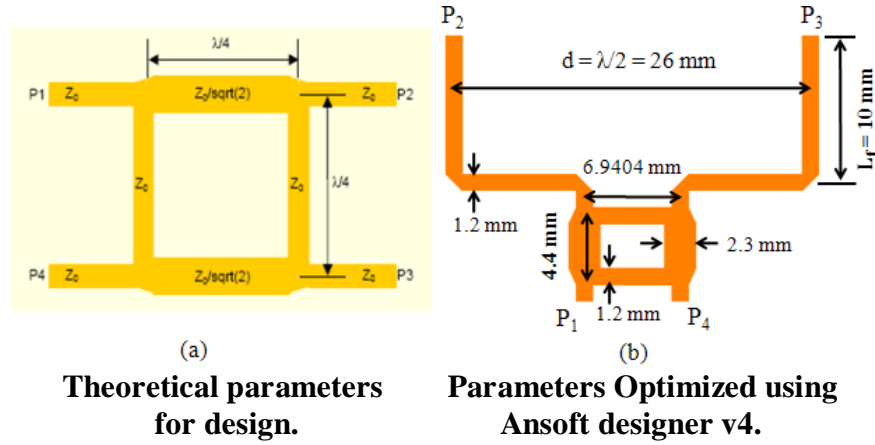 λ/4
P1 Z₀ Z₀/sqrt(2) Z₀ P2
Z₀ λ/4 Z₀
P4 Z₀ Z₀/sqrt(2) Z₀ P3
(a)
Theoretical parameters
for design.
P₂ P₃
d = λ/2 = 26 mm
L_f = 10 mm
6.9404 mm
1.2 mm
4.4 mm
2.3 mm
1.2 mm
P₁ P₄
(b)
Parameters Optimized using
Ansoft designer v4.